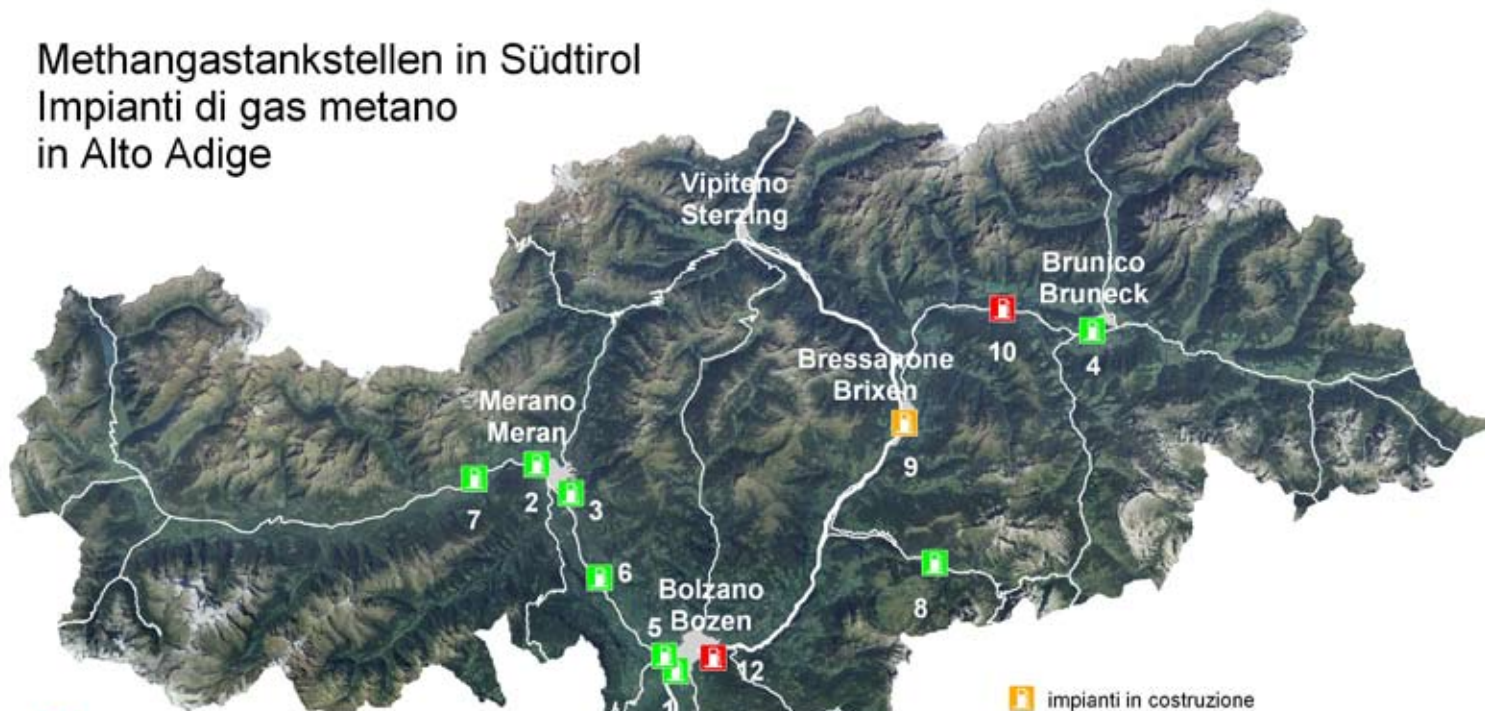 Methangastankstellen in Südtirol
Impianti di gas metano
in Alto Adige
Vipiteno
Sterzing
Brunico
Bruneck
10
4
Bressanone
Brixen
9
Merano
Meran
7
2
3
6
8
Bolzano
Bozen
5
12
1
impianti in costruzione